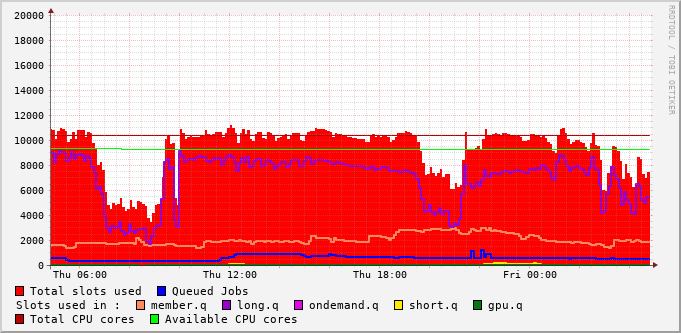 20000
18000
16000
14000
12000
10000
8000
6000
4000
2000
0
Thu 06:00 Thu 12:00 Thu 18:00 Fri 00:00
RRDTOOL / TOBI OETIKER
Total slots used Queued Jobs
Slots used in : member.q long.q ondemand.q short.q gpu.q
Total CPU cores Available CPU cores